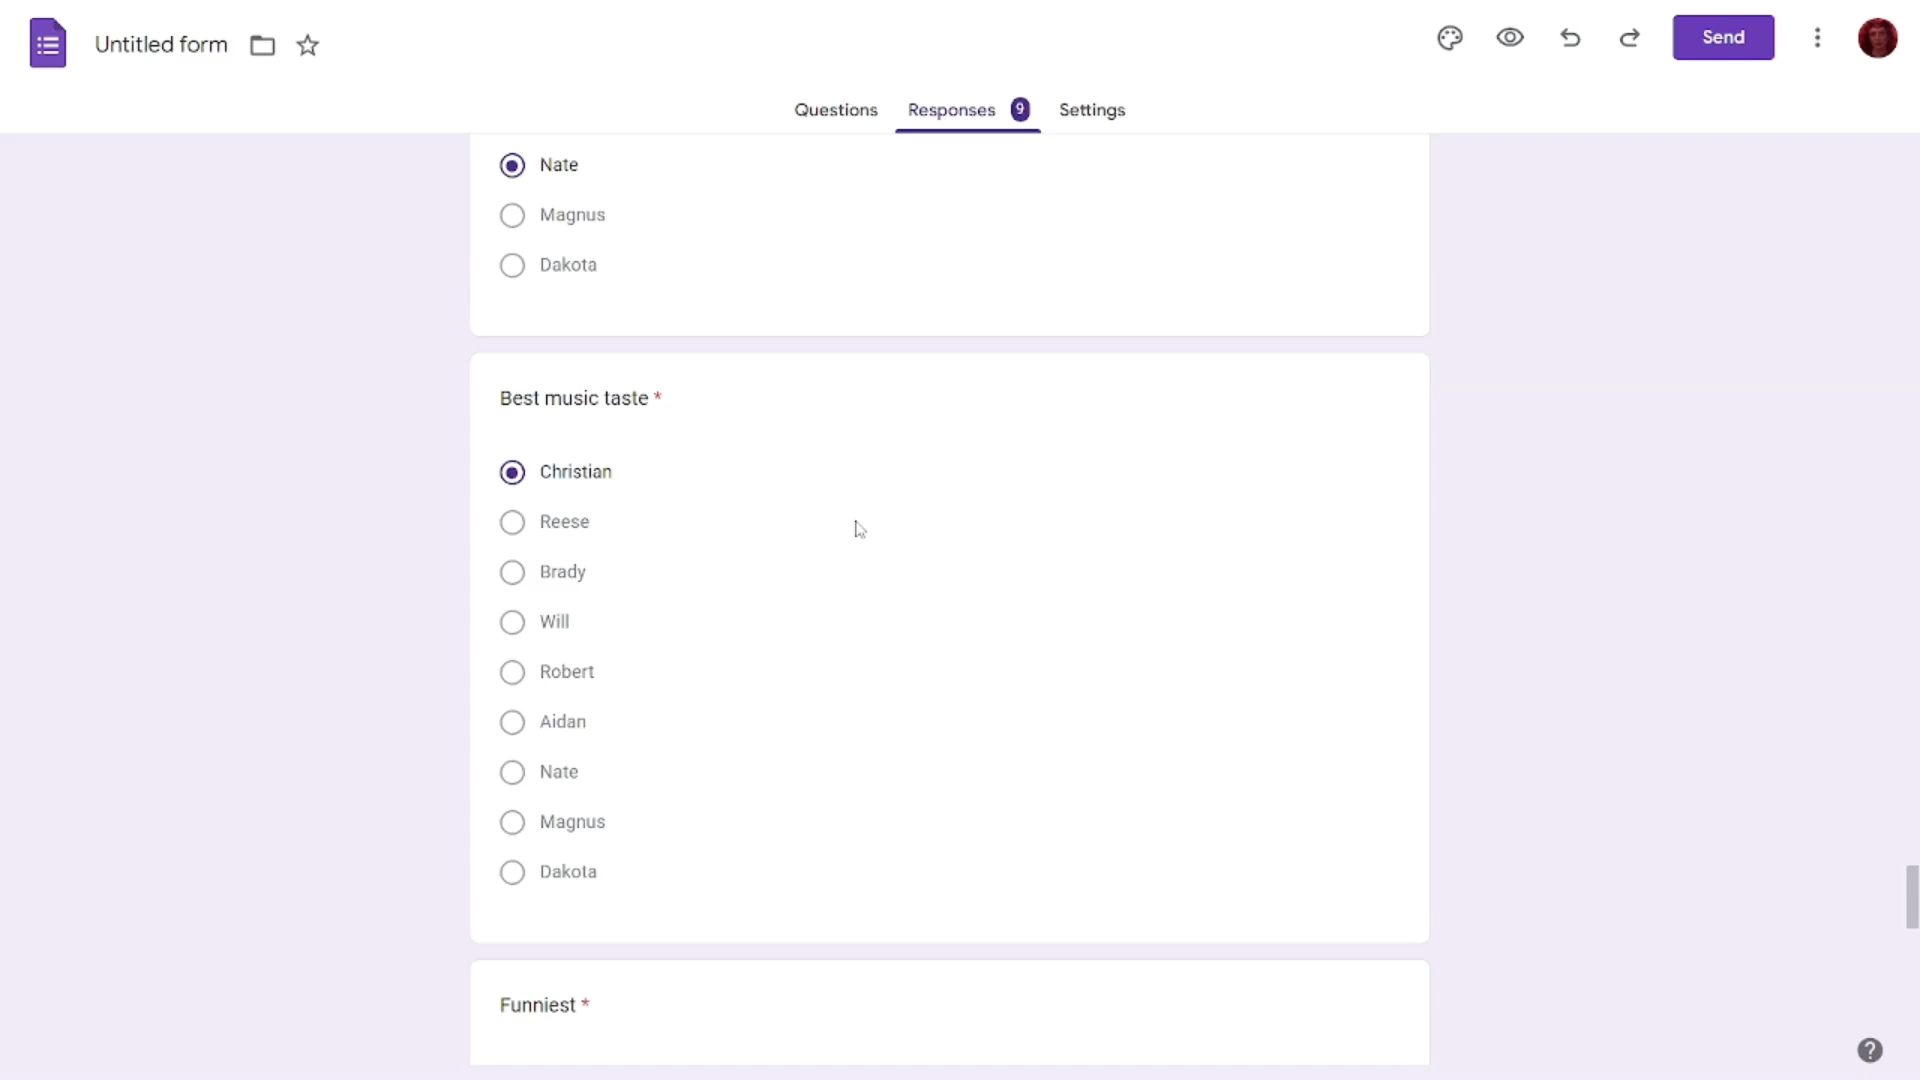 Untitled form
Send
Questions
Responses 9
Settings
Nate
Magnus
Dakota
Best music taste *
Christian
Reese
Brady
Will
Robert
Aidan
Nate
Magnus
Dakota
Funniest *
?